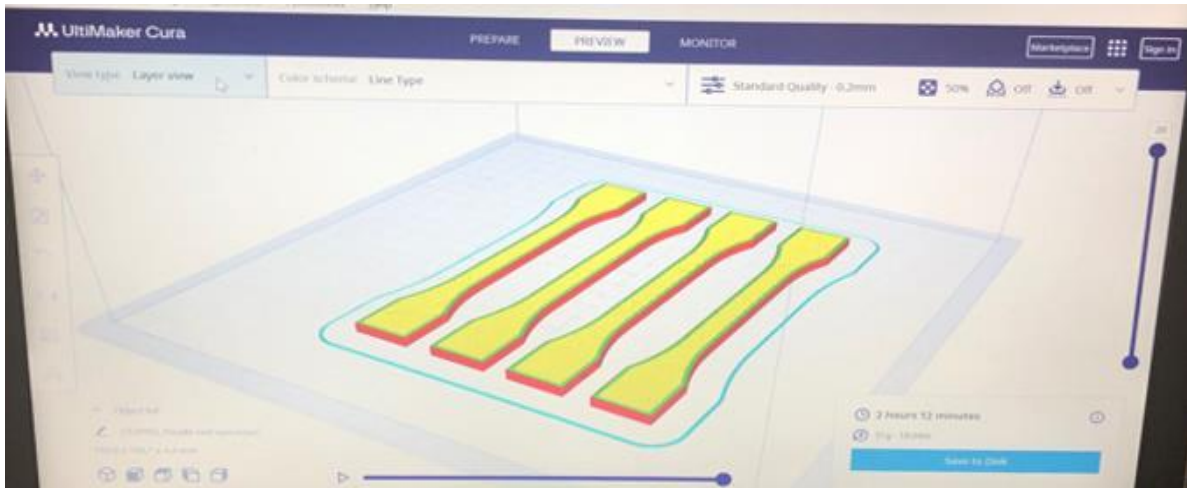 UltiMaker Cura
PREPARE
PREVIEW
MONITOR
Marketplace
Sign in
View type Layer view
Color scheme Line Type
Standard Quality 0.2mm
50%
Off
Off
20
2 hours 12 minutes
Save to Disk